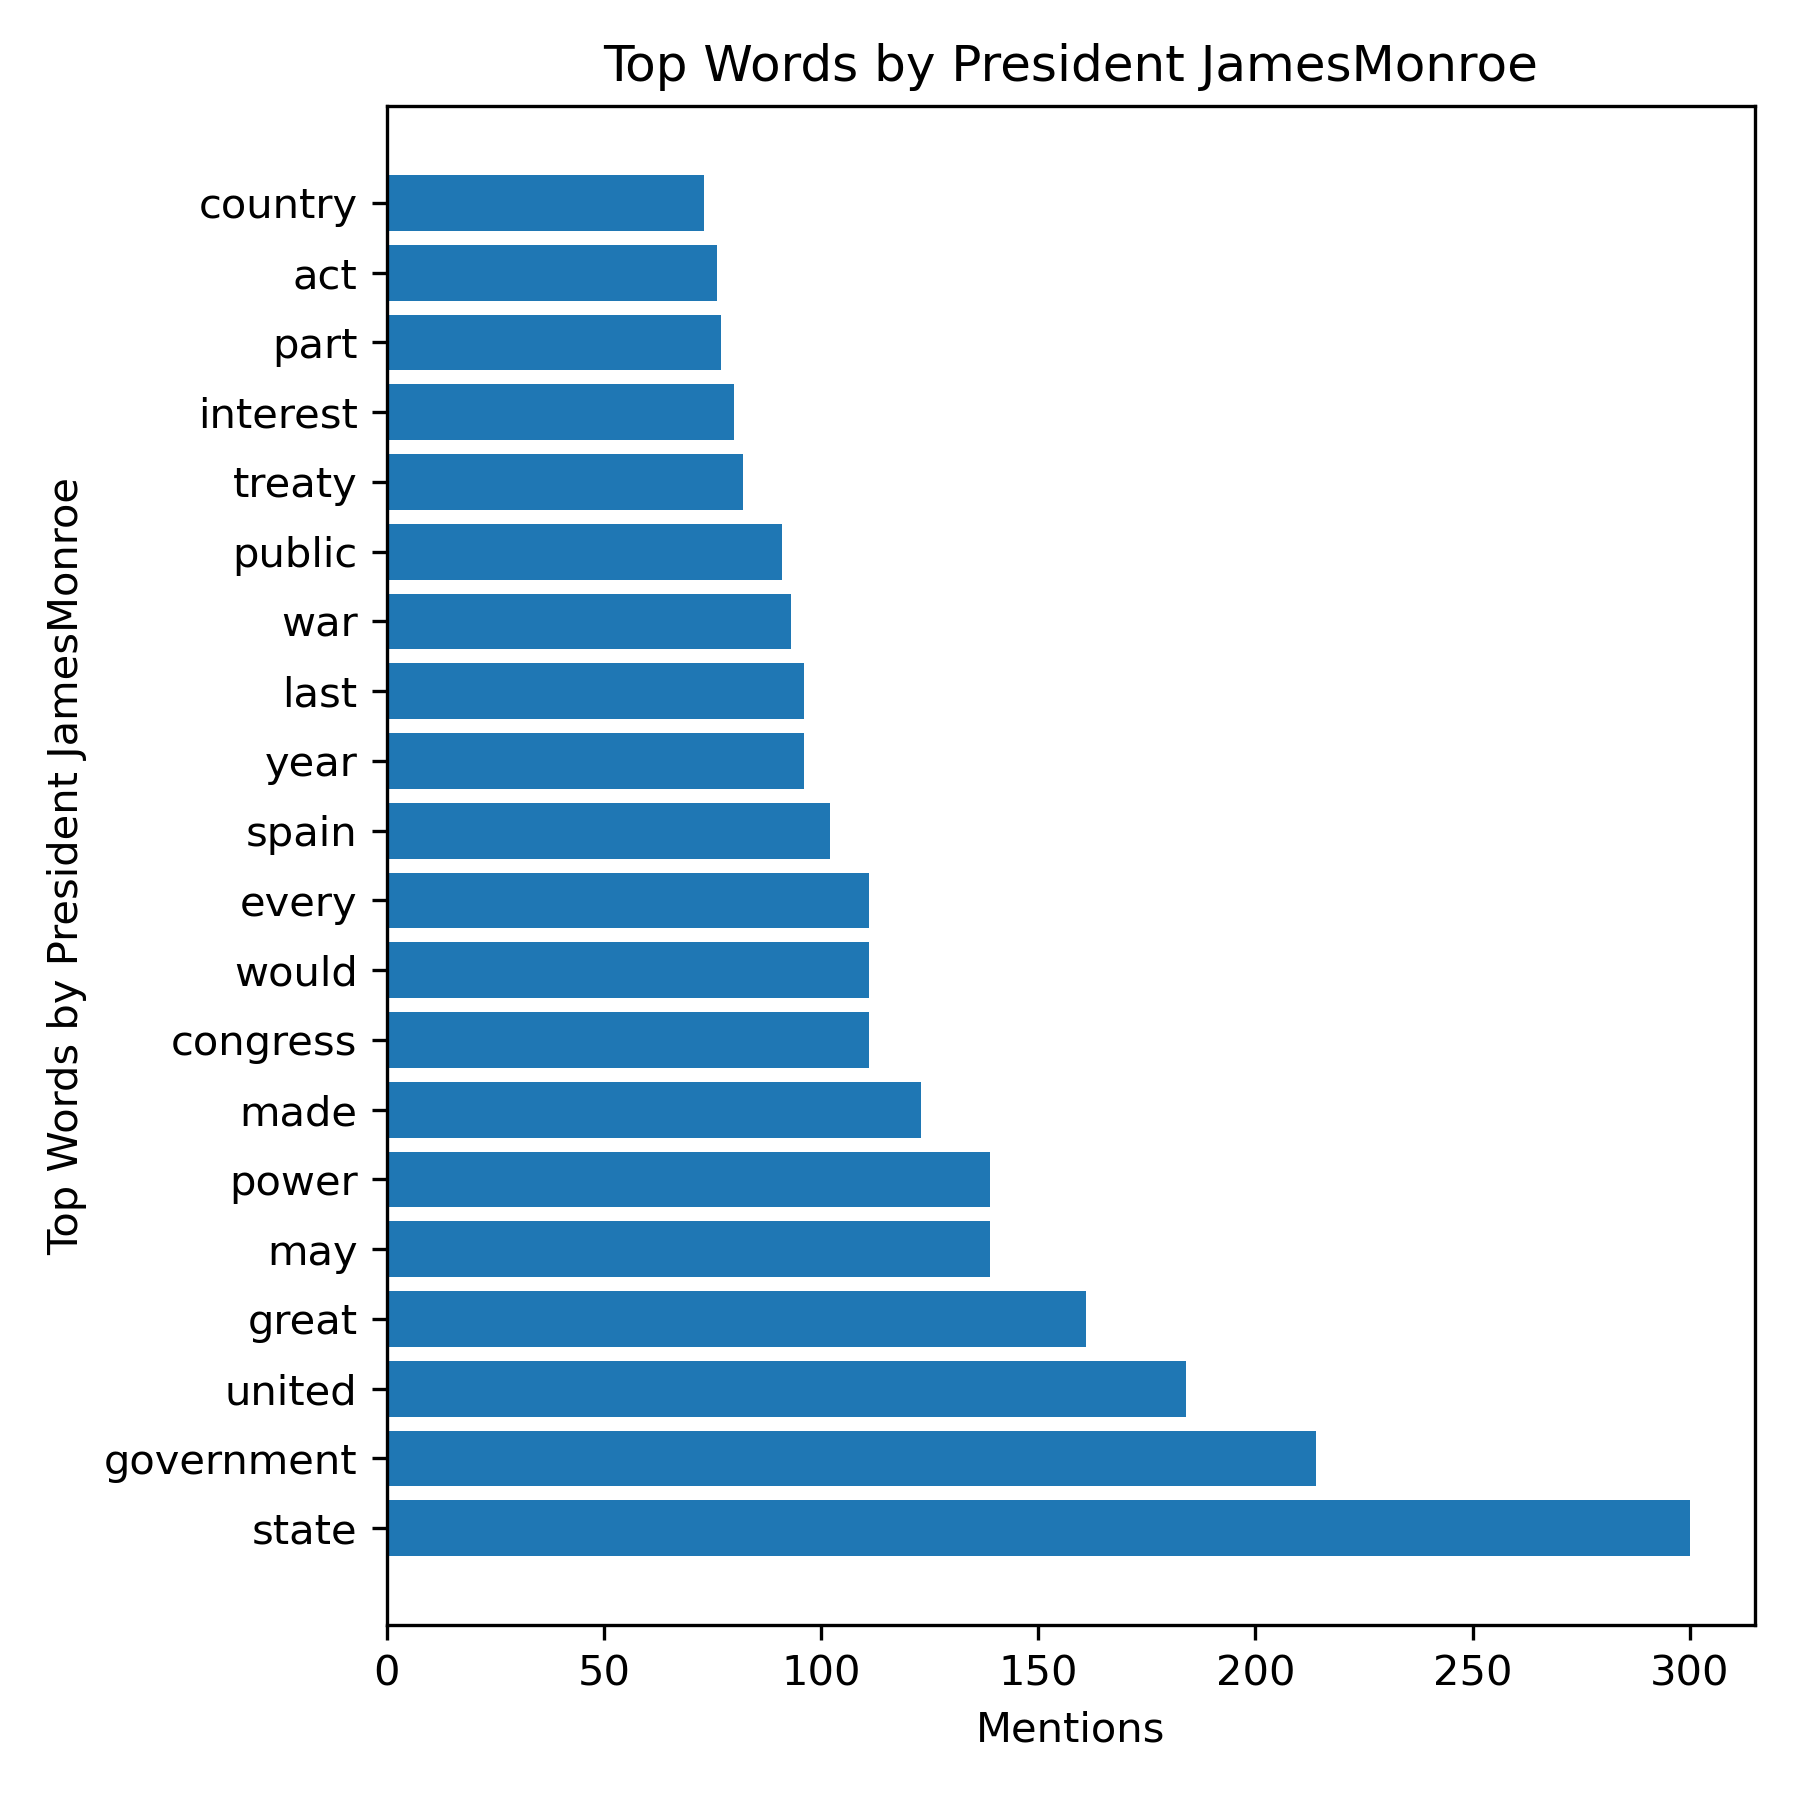 Top Words by President JamesMonroe
Top Words by President JamesMonroe
country
act
part
interest
treaty
public
war
last
year
spain
every
would
congress
made
power
may
great
united
government
state
0 50 100 150 200 250 300
Mentions